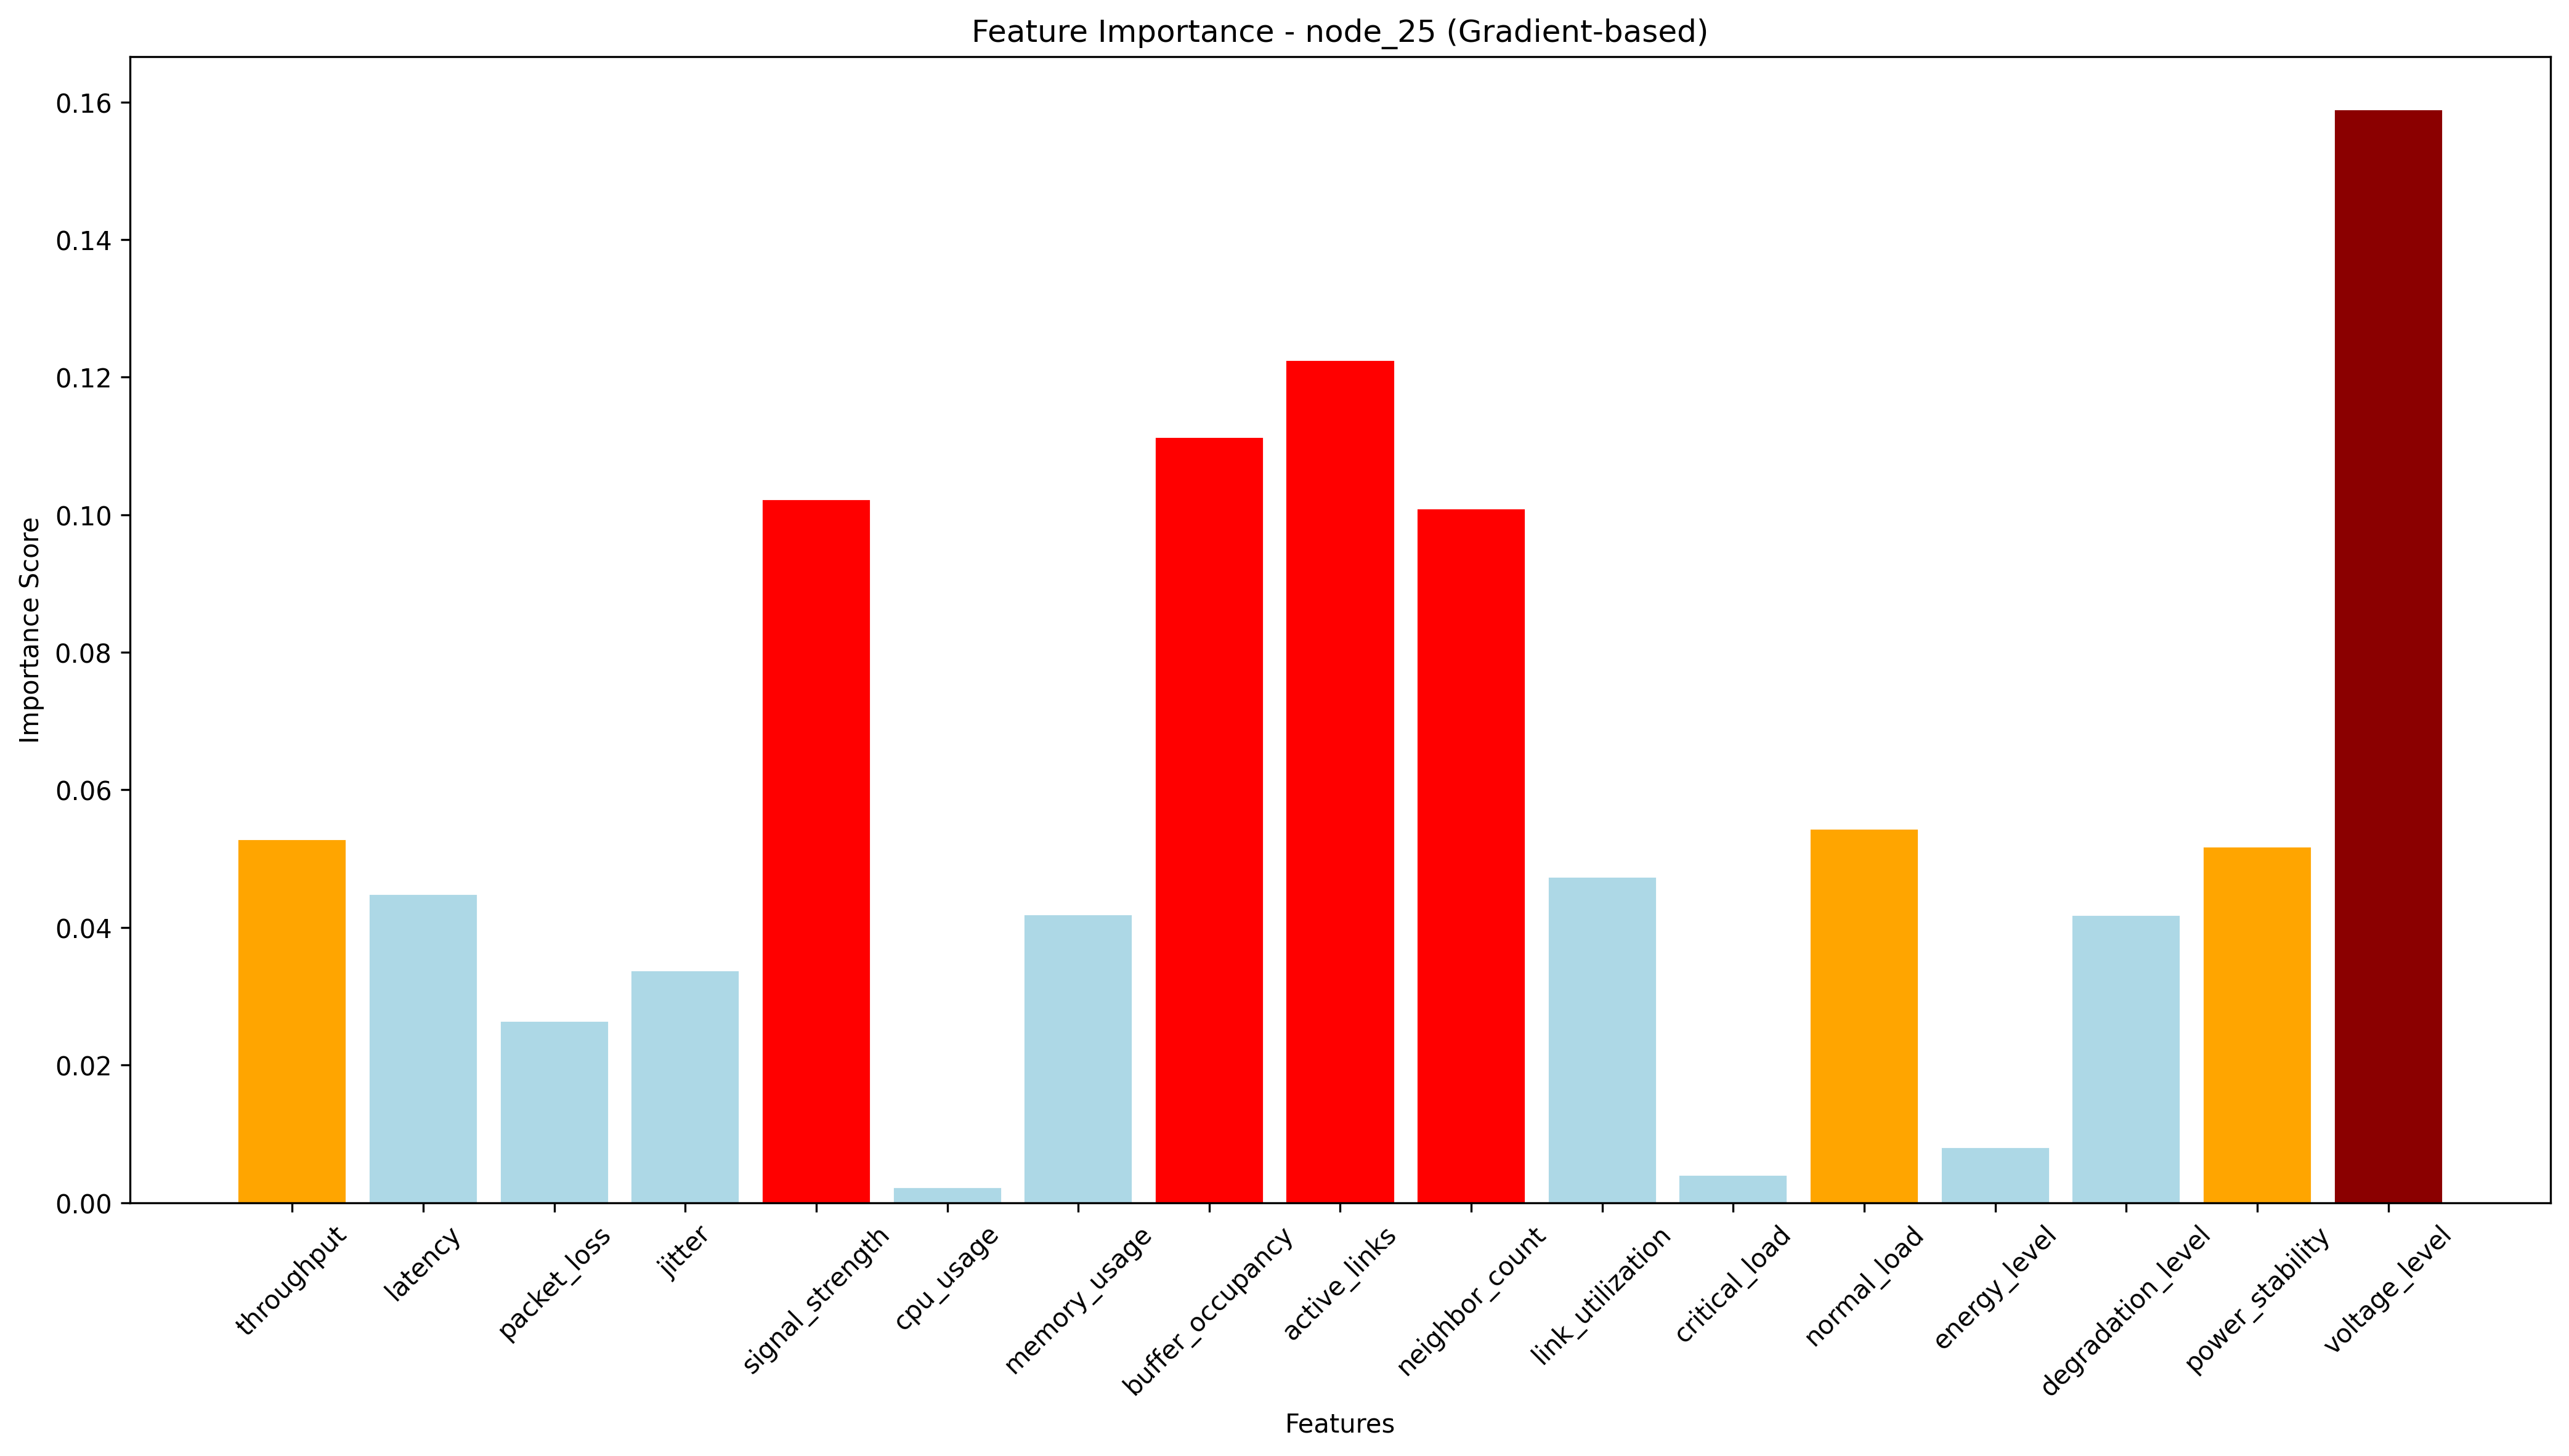 Feature Importance - node_25 (Gradient-based)
Importance Score
0.16
0.14
0.12
0.10
0.08
0.06
0.04
0.02
0.00
throughput
latency
packet_loss
jitter
signal_strength
cpu_usage
memory_usage
buffer_occupancy
active_links
neighbor_count
link_utilization
critical_load
normal_load
energy_level
degradation_level
power_stability
voltage_level
Features